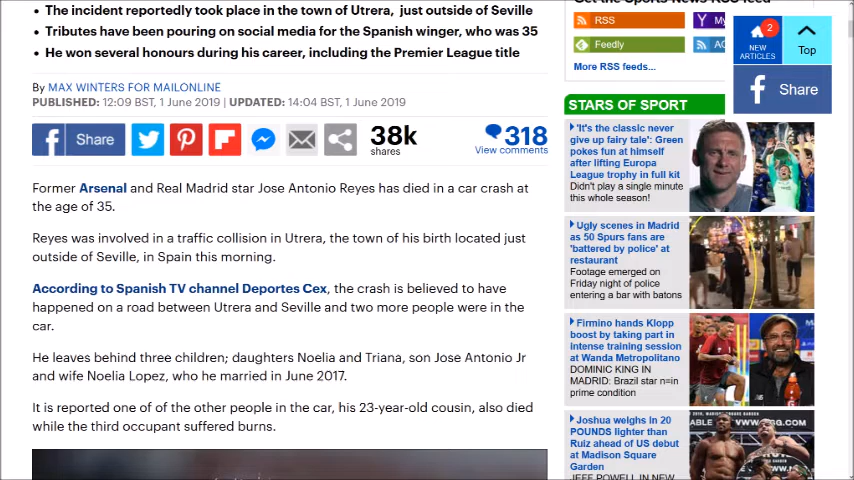 The incident reportedly took place in the town of Utrera, just outside of Seville
Tributes have been pouring on social media for the Spanish winger, who was 35
He won several honours during his career, including the Premier League title
By MAX WINTERS FOR MAILONLINE
PUBLISHED: 12:09 BST, 1 June 2019 | UPDATED: 14:04 BST, 1 June 2019
Share
38k
shares
318
View comments
Former Arsenal and Real Madrid star Jose Antonio Reyes has died in a car crash at
the age of 35.
Reyes was involved in a traffic collision in Utrera, the town of his birth located just
outside of Seville, in Spain this morning.
According to Spanish TV channel Deportes Cex, the crash is believed to have
happened on a road between Utrera and Seville and two more people were in the
car.
He leaves behind three children; daughters Noelia and Triana, son Jose Antonio Jr
and wife Noelia Lopez, who he married in June 2017.
It is reported one of of the other people in the car, his 23-year-old cousin, also died
while the third occupant suffered burns.
RSS
My
Feedly
More RSS feeds...
2
NEW
ARTICLES
Top
Share
STARS OF SPORT
'It's the classic never
give up fairy tale': Green
pokes fun at himself
after lifting Europa
League trophy in full kit
Didn't play a single minute
this whole season!
Ugly scenes in Madrid
as 50 Spurs fans are
'battered by police' at
restaurant
Footage emerged on
Friday night of police
entering a bar with batons
Firmino hands Klopp
boost by taking part in
intense training session
at Wanda Metropolitano
DOMINIC KING IN
MADRID: Brazil star n=in
prime condition
Joshua weighs in 20
POUNDS lighter than
Ruiz ahead of US debut
at Madison Square
Garden
JEFF POWELL IN NEW